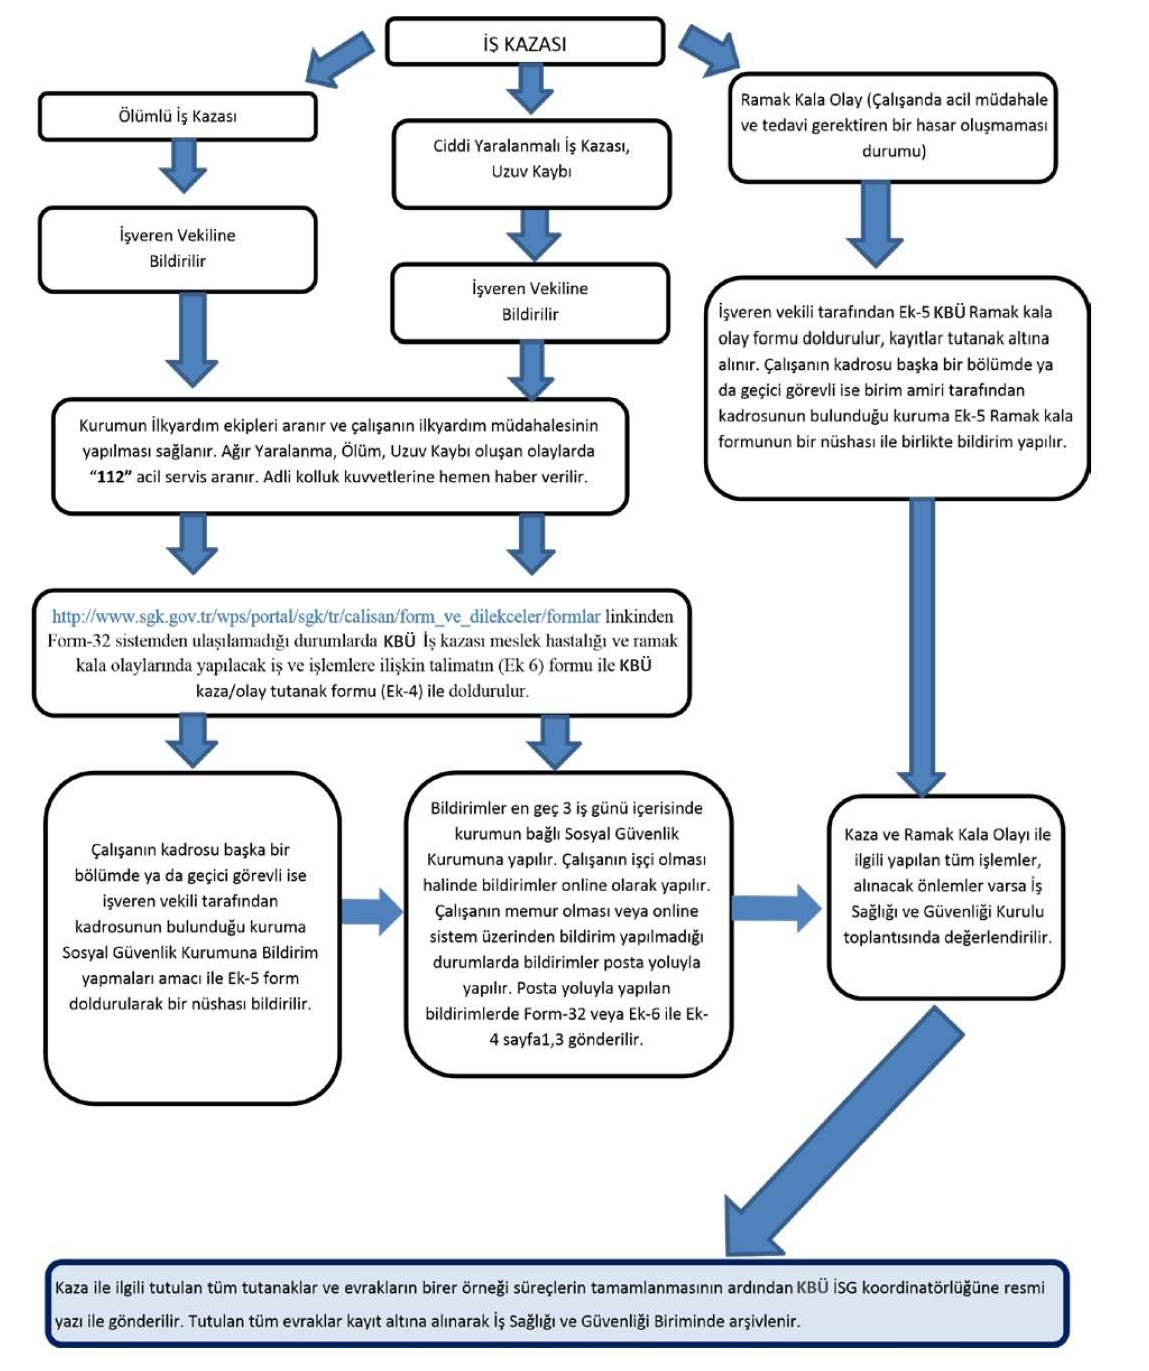 İŞ KAZASI
Ölümlü İş Kazası
İşveren Vekiline
Bildirilir
Ciddi Yaralanmalı İş Kazası,
Uzuv Kaybı
İşveren Vekiline
Bildirilir
Ramak Kala Olay (Çalışanda acil müdahale
ve tedavi gerektiren bir hasar oluşmaması
durumu)
İşveren vekili tarafından Ek-5 KBÜ Ramak kala
olay formu doldurulur, kayıtlar tutanak altına
alınır. Çalışanın kadrosu başka bir bölümde ya
da geçici görevli ise birim amiri tarafından
kadrosunun bulunduğu kuruma Ek-5 Ramak kala
formunun bir nüshası ile birlikte bildirim yapılır.
Kurumun İlkyardım ekipleri aranır ve çalışanın ilkyardım müdahalesinin
yapılması sağlanır. Ağır Yaralanma, Ölüm, Uzuv Kaybı oluşan olaylarda
“112” acil servis aranır. Adli kolluk kuvvetlerine hemen haber verilir.
http://www.sgk.gov.tr/wps/portal/sgk/tr/calisan/form_ve_dilekceler/formlar linkinden
Form-32 sistemden ulaşılamadığı durumlarda KBÜ İş kazası meslek hastalığı ve ramak
kala olaylarında yapılacak iş ve işlemlere ilişkin talimatın (Ek 6) formu ile KBÜ
kaza/olay tutanak formu (Ek-4) ile doldurulur.
Çalışanın kadrosu başka bir
bölümde ya da geçici görevli ise
işveren vekili tarafından
kadrosunun bulunduğu kuruma
Sosyal Güvenlik Kurumuna Bildirim
yapmaları amacı ile Ek-5 form
doldurularak bir nüshası bildirilir.
Bildirimler en geç 3 iş günü içerisinde
kurumun bağlı Sosyal Güvenlik
Kurumuna yapılır. Çalışanın işçi olması
halinde bildirimler online olarak yapılır.
Çalışanın memur olması veya online
sistem üzerinden bildirim yapılmadığı
durumlarda bildirimler posta yoluyla
yapılır. Posta yoluyla yapılan
bildirimlerde Form-32 veya Ek-6 ile Ek-
4 sayfa1,3 gönderilir.
Kaza ve Ramak Kala Olayı ile
ilgili yapılan tüm işlemler,
alınacak önlemler varsa İş
Sağlığı ve Güvenliği Kurulu
toplantısında değerlendirilir.
Kaza ile ilgili tutulan tüm tutanaklar ve evrakların birer örneği süreçlerin tamamlanmasının ardından KBÜ İSG koordinatörlüğüne resmi
yazı ile gönderilir. Tutulan tüm evraklar kayıt altına alınarak İş Sağlığı ve Güvenliği Biriminde arşivlenir.